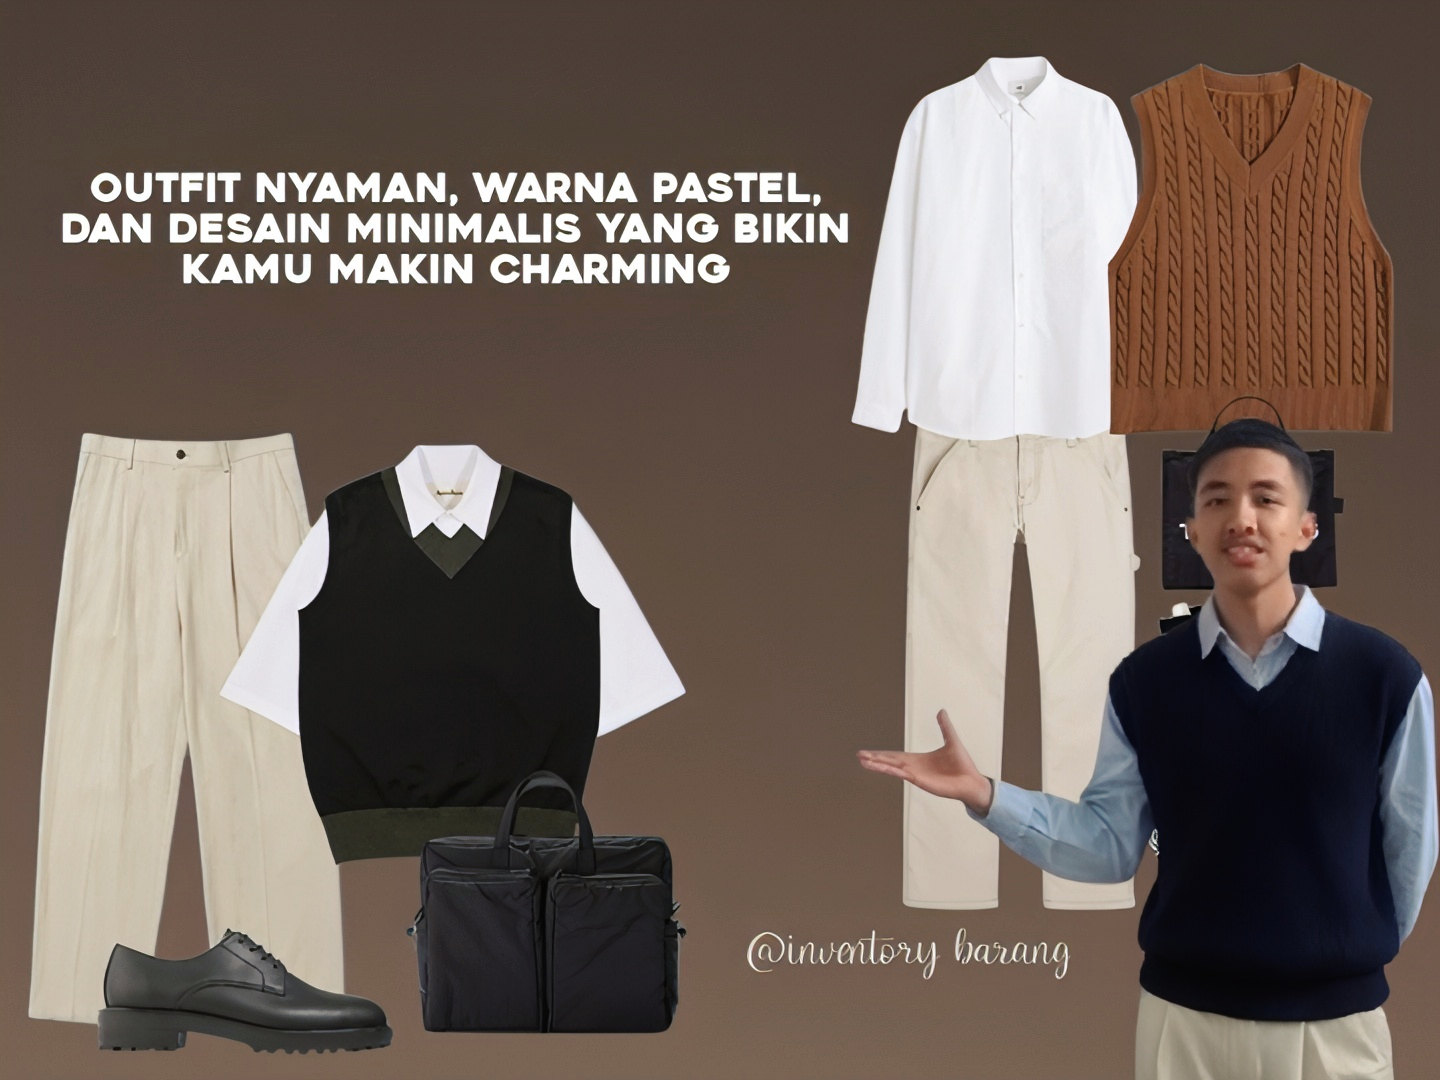 OUTFIT NYAMAN, WARNA PASTEL,
DAN DESAIN MINIMALIS YANG BIKIN
KAMU MAKIN CHARMING
@inventory barang